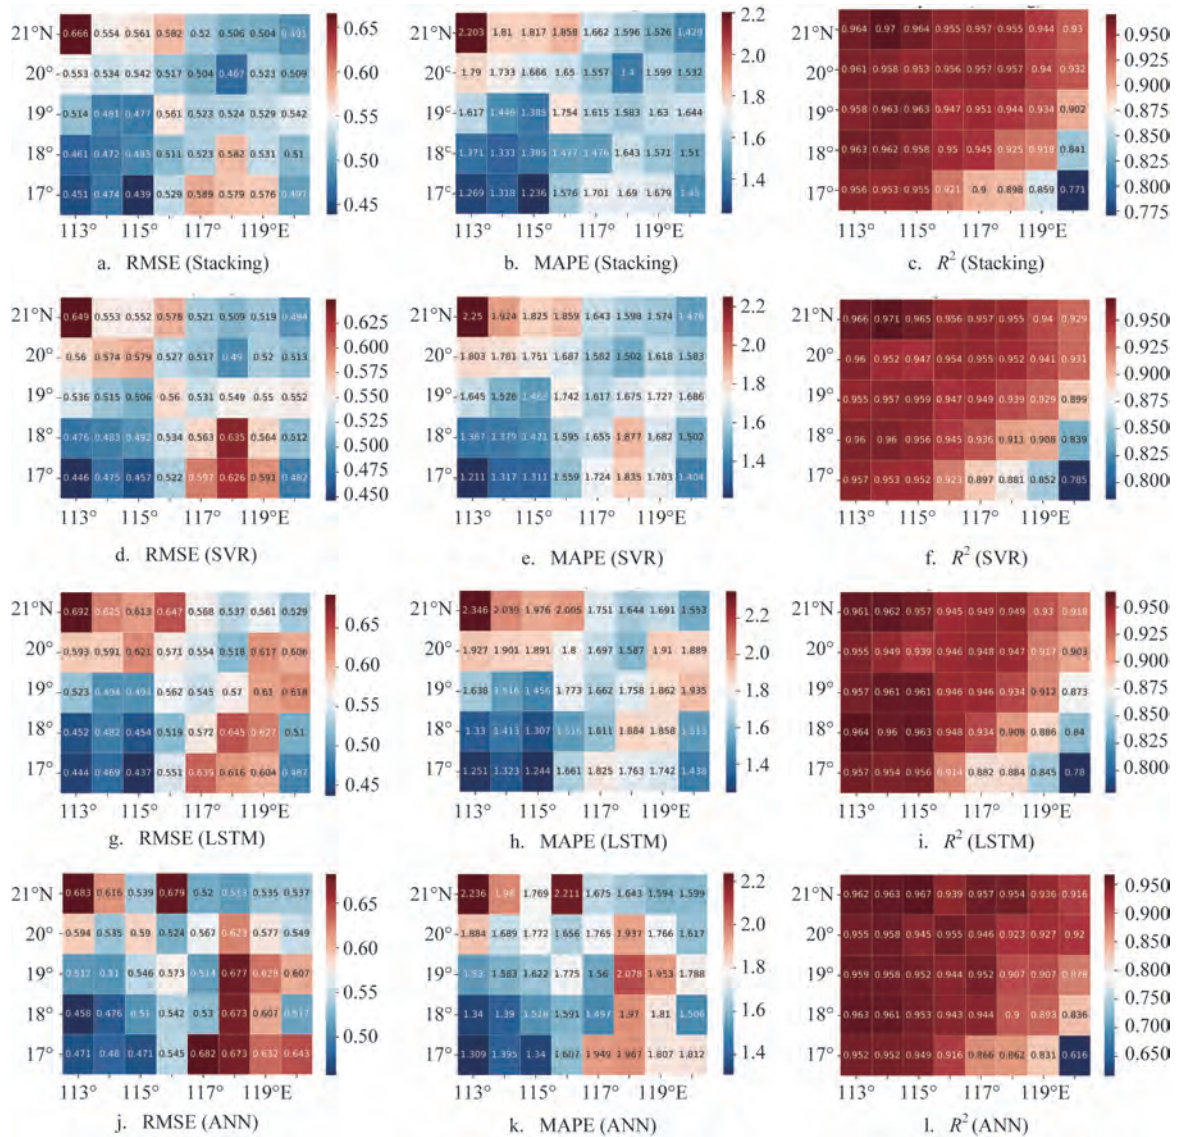 21°N 0.666 0.554 0.561 0.582 0.52 0.506 0.504 0.491
20° 0.553 0.534 0.542 0.517 0.504 0.467 0.523 0.509
19° 0.514 0.491 0.477 0.561 0.523 0.524 0.529 0.542
18° 0.461 0.472 0.485 0.511 0.523 0.582 0.531 0.51
17° 0.451 0.474 0.439 0.529 0.589 0.579 0.576 0.497
113° 115° 117° 119°E
0.65
0.60
0.55
0.50
0.45
a. RMSE (Stacking)
21°N 2.203 1.81 1.817 1.858 1.662 1.596 1.526 1.429
20° 1.79 1.733 1.666 1.65 1.557 1.4 1.599 1.532
19° 1.617 1.446 1.385 1.754 1.615 1.583 1.63 1.644
18° 1.371 1.333 1.385 1.477 1.476 1.643 1.571 1.51
17° 1.269 1.318 1.236 1.576 1.701 1.69 1.679 1.45
113° 115° 117° 119°E
2.2
2.0
1.8
1.6
1.4
b. MAPE (Stacking)
21°N 0.964 0.97 0.964 0.955 0.955 0.955 0.944 0.93
20° 0.961 0.958 0.953 0.956 0.957 0.957 0.94 0.932
19° 0.958 0.963 0.963 0.947 0.951 0.944 0.934 0.902
18° 0.963 0.962 0.958 0.95 0.945 0.925 0.918 0.841
17° 0.956 0.953 0.955 0.921 0.9 0.898 0.859 0.771
113° 115° 117° 119°E
0.950
0.925
0.900
0.875
0.850
0.825
0.800
0.775
c. R² (Stacking)
21°N 0.649 0.553 0.552 0.578 0.521 0.509 0.519 0.494
20° 0.56 0.574 0.579 0.527 0.517 0.49 0.52 0.513
19° 0.536 0.515 0.506 0.56 0.531 0.549 0.55 0.552
18° 0.476 0.483 0.492 0.534 0.563 0.635 0.564 0.512
17° 0.446 0.475 0.457 0.522 0.597 0.626 0.591 0.482
113° 115° 117° 119°E
0.625
0.600
0.575
0.550
0.525
0.500
0.475
0.450
d. RMSE (SVR)
21°N 2.25 1.924 1.825 1.859 1.643 1.598 1.574 1.476
20° 1.803 1.781 1.751 1.687 1.582 1.502 1.618 1.583
19° 1.645 1.526 1.462 1.742 1.617 1.675 1.727 1.686
18° 1.367 1.379 1.421 1.595 1.655 1.877 1.682 1.502
17° 1.211 1.317 1.311 1.559 1.724 1.835 1.703 1.404
113° 115° 117° 119°E
2.2
2.0
1.8
1.6
1.4
e. MAPE (SVR)
21°N 0.966 0.971 0.965 0.956 0.957 0.955 0.94 0.929
20° 0.96 0.952 0.947 0.954 0.955 0.952 0.941 0.931
19° 0.955 0.957 0.959 0.947 0.949 0.939 0.929 0.899
18° 0.96 0.96 0.956 0.945 0.936 0.911 0.908 0.839
17° 0.957 0.953 0.952 0.923 0.897 0.881 0.852 0.785
113° 115° 117° 119°E
0.950
0.925
0.900
0.875
0.850
0.825
0.800
f. R² (SVR)
21°N 0.692 0.625 0.613 0.647 0.568 0.537 0.561 0.529
20° 0.593 0.591 0.621 0.571 0.554 0.518 0.617 0.606
19° 0.523 0.494 0.491 0.562 0.545 0.57 0.61 0.618
18° 0.452 0.482 0.454 0.519 0.572 0.645 0.627 0.51
17° 0.444 0.469 0.437 0.551 0.639 0.616 0.604 0.487
113° 115° 117° 119°E
0.65
0.60
0.55
0.50
0.45
g. RMSE (LSTM)
21°N 2.346 2.039 1.976 2.005 1.751 1.644 1.691 1.553
20° 1.927 1.901 1.891 1.8 1.697 1.587 1.91 1.889
19° 1.638 1.516 1.456 1.773 1.662 1.758 1.862 1.935
18° 1.33 1.413 1.307 1.516 1.611 1.884 1.858 1.513
17° 1.251 1.323 1.244 1.661 1.825 1.763 1.742 1.438
113° 115° 117° 119°E
2.2
2.0
1.8
1.6
1.4
h. MAPE (LSTM)
21°N 0.961 0.962 0.957 0.945 0.949 0.949 0.93 0.918
20° 0.955 0.949 0.939 0.946 0.948 0.947 0.917 0.903
19° 0.957 0.961 0.961 0.946 0.946 0.934 0.912 0.873
18° 0.964 0.96 0.963 0.948 0.934 0.908 0.886 0.84
17° 0.957 0.954 0.956 0.914 0.882 0.884 0.845 0.78
113° 115° 117° 119°E
0.950
0.925
0.900
0.875
0.850
0.825
0.800
i. R² (LSTM)
21°N 0.683 0.616 0.539 0.679 0.52 0.513 0.535 0.537
20° 0.594 0.535 0.59 0.524 0.567 0.623 0.577 0.549
19° 0.512 0.51 0.546 0.573 0.514 0.677 0.628 0.607
18° 0.458 0.476 0.51 0.542 0.53 0.673 0.607 0.517
17° 0.471 0.48 0.471 0.545 0.682 0.673 0.632 0.643
113° 115° 117° 119°E
0.65
0.60
0.55
0.50
j. RMSE (ANN)
21°N 2.236 1.98 1.769 2.211 1.675 1.643 1.594 1.599
20° 1.884 1.689 1.772 1.656 1.765 1.937 1.766 1.617
19° 1.53 1.583 1.622 1.775 1.56 2.078 1.953 1.788
18° 1.34 1.39 1.518 1.591 1.497 1.97 1.81 1.506
17° 1.309 1.395 1.34 1.607 1.949 1.967 1.807 1.812
113° 115° 117° 119°E
2.2
2.0
1.8
1.6
1.4
k. MAPE (ANN)
21°N 0.962 0.963 0.967 0.939 0.957 0.954 0.936 0.916
20° 0.955 0.958 0.945 0.955 0.946 0.923 0.927 0.92
19° 0.959 0.958 0.952 0.944 0.952 0.907 0.907 0.878
18° 0.963 0.961 0.953 0.943 0.944 0.9 0.893 0.836
17° 0.952 0.952 0.949 0.916 0.866 0.862 0.831 0.616
113° 115° 117° 119°E
0.950
0.900
0.850
0.800
0.750
0.700
0.650
l. R² (ANN)